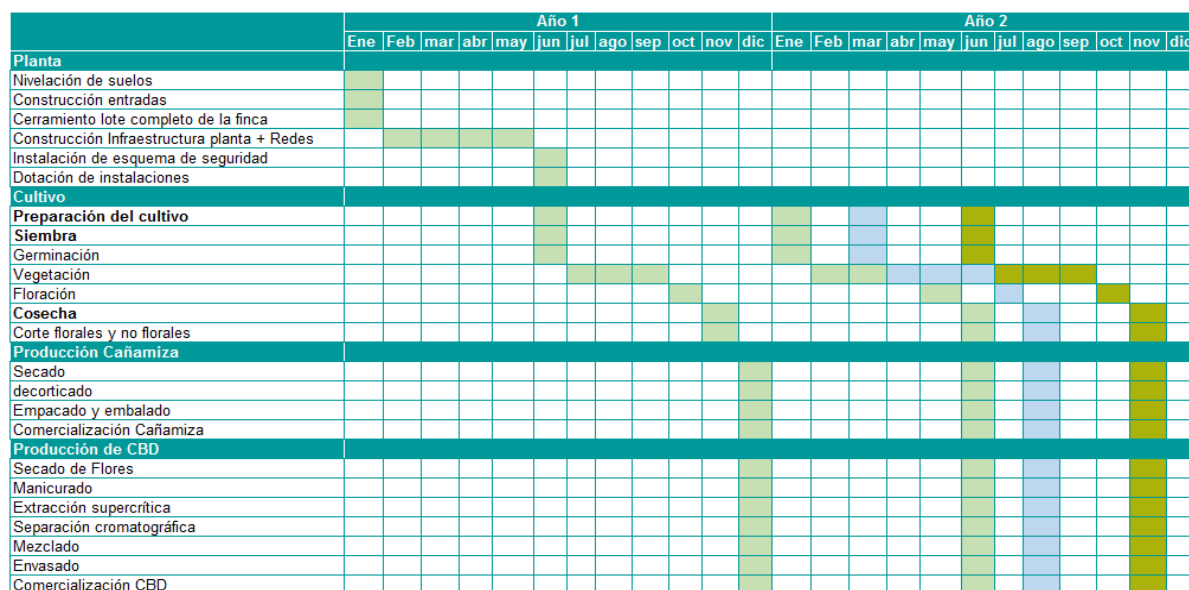 Año 1 Año 2
Ene Feb mar abr may jun jul ago sep oct nov dic Ene Feb mar abr may jun jul ago sep oct nov dic
Planta
Nivelación de suelos
Construcción entradas
Cerramiento lote completo de la finca
Construcción Infraestructura planta + Redes
Instalación de esquema de seguridad
Dotación de instalaciones
Cultivo
Preparación del cultivo
Siembra
Germinación
Vegetación
Floración
Cosecha
Corte florales y no florales
Producción Cañamiza
Secado
decorticado
Empacado y embalado
Comercialización Cañamiza
Producción de CBD
Secado de Flores
Manicurado
Extracción supercrítica
Separación cromatográfica
Mezclado
Envasado
Comercialización CBD